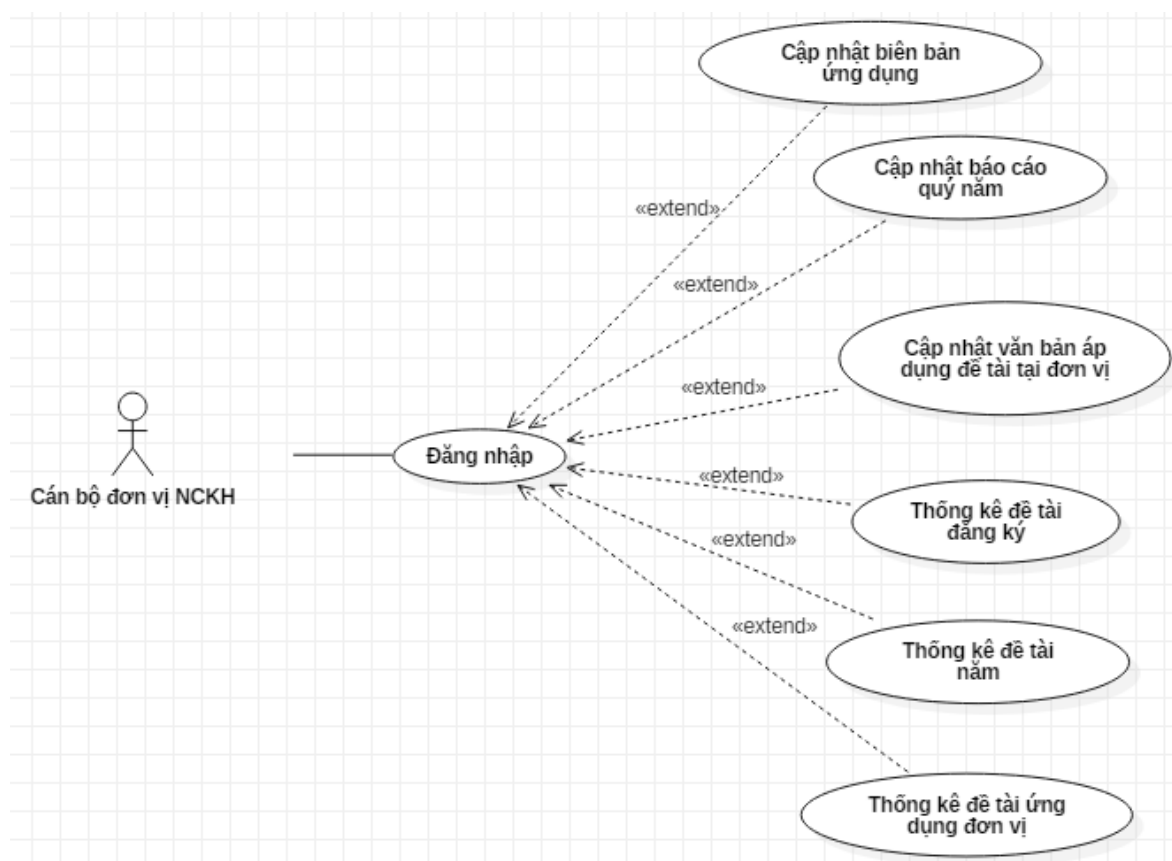 Cập nhật biên bản
ứng dụng
Cập nhật báo cáo
quý năm
«extend»
«extend»
Cập nhật văn bản áp
dụng đề tài tại đơn vị
«extend»
Đăng nhập
Cán bộ đơn vị NCKH
«extend»
Thống kê đề tài
đăng ký
«extend»
«extend»
Thống kê đề tài
năm
Thống kê đề tài ứng
dụng đơn vị